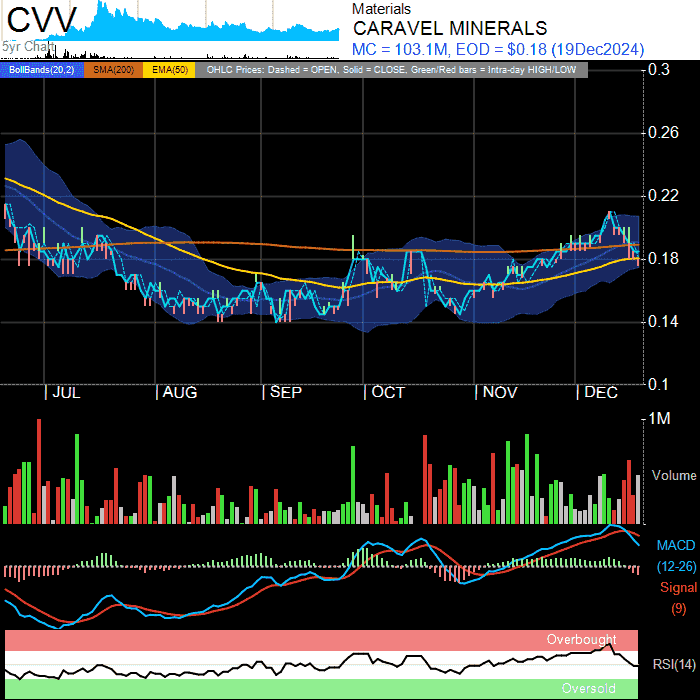 CVV
5yr Chart
Materials
CARAVEL MINERALS
MC = 103.1M, EOD = $0.18 (19Dec2024)
BollBands(20,2) SMA(200) EMA(50) OHLC Prices: Dashed = OPEN, Solid = CLOSE, Green/Red bars = Intra-day HIGH/LOW
0.3
0.26
0.22
0.18
0.14
0.1
| JUL | AUG | SEP | OCT | NOV | DEC
1M
Volume
MACD
(12-26)
Signal
(9)
Overbought
RSI(14)
Oversold